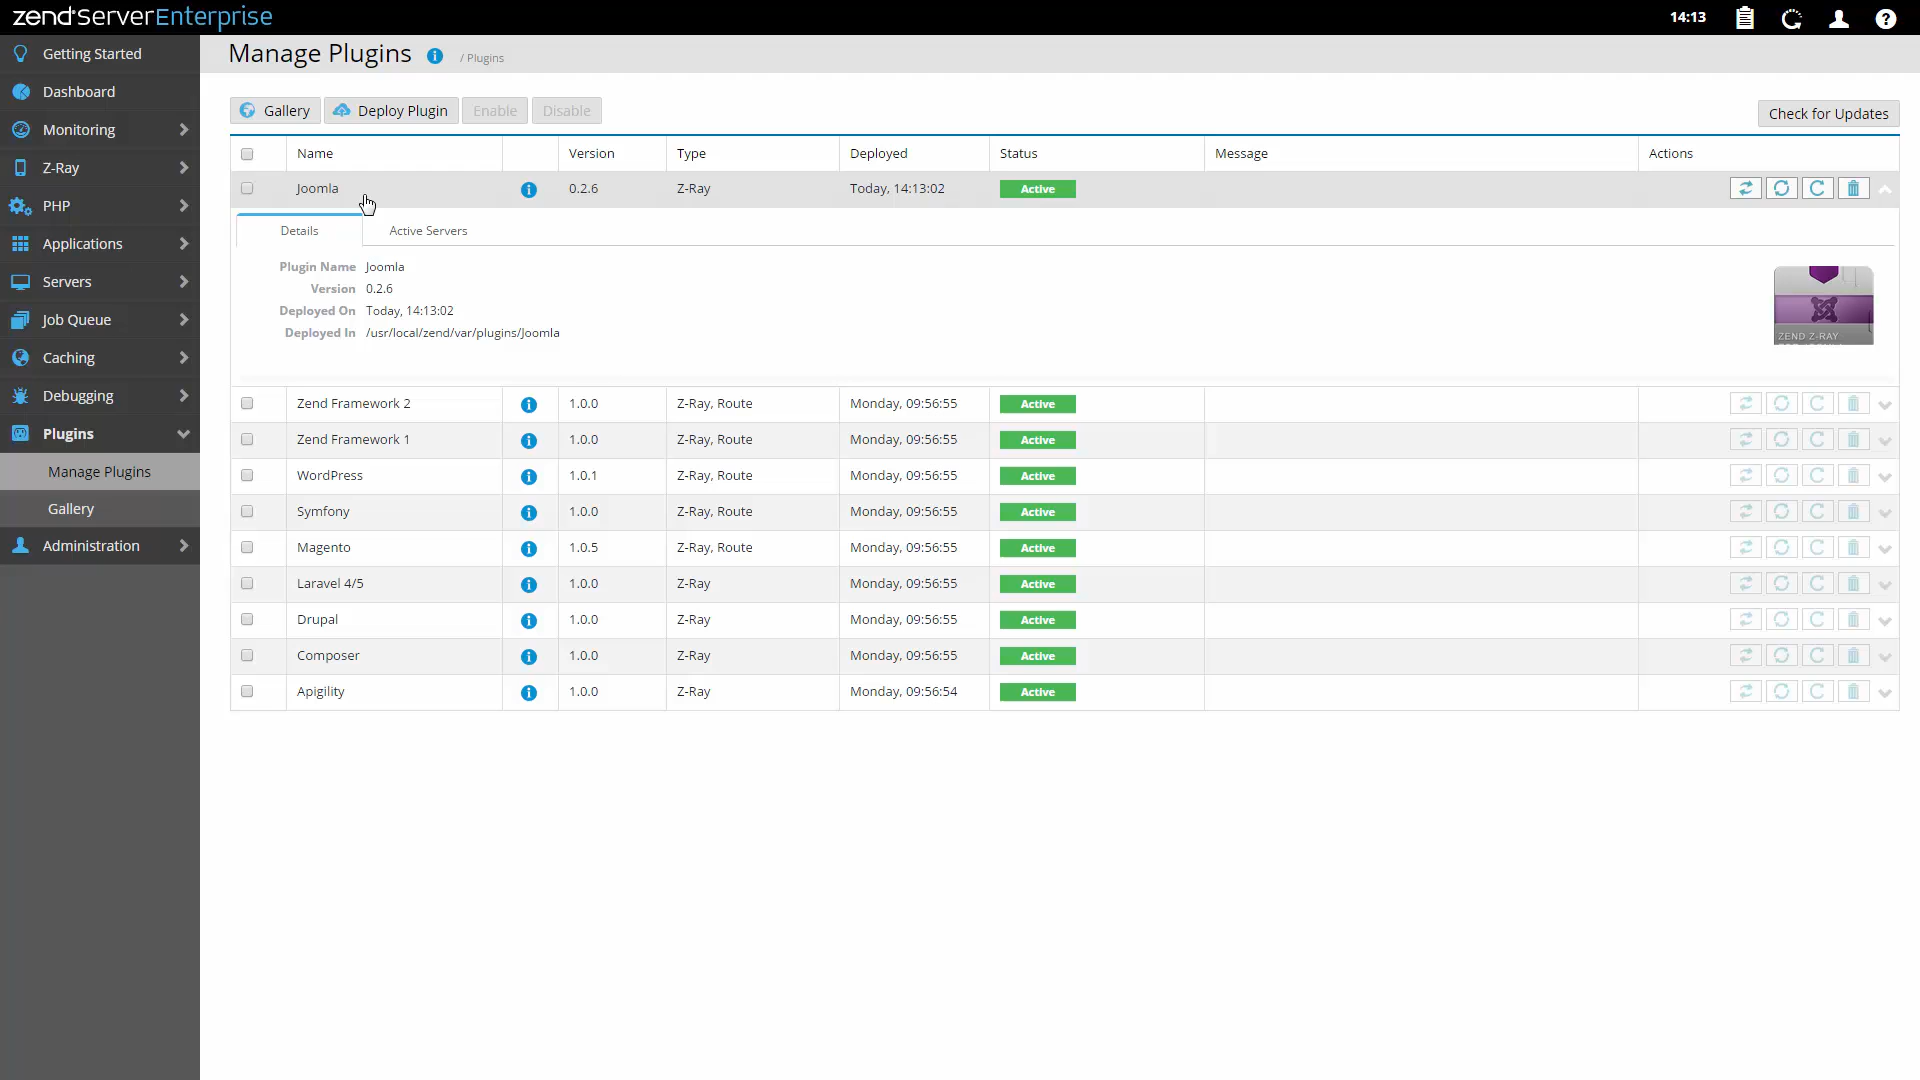 zend Server Enterprise
14:13
Getting Started
Dashboard
Monitoring
Z-Ray
PHP
Applications
Servers
Job Queue
Caching
Debugging
Plugins
Manage Plugins
Gallery
Administration
Manage Plugins / Plugins
Gallery Deploy Plugin Enable Disable Check for Updates
Name Version Type Deployed Status Message Actions
Joomla 0.2.6 Z-Ray Today, 14:13:02 Active
Details Active Servers
Plugin Name Joomla
Version 0.2.6
Deployed On Today, 14:13:02
Deployed In /usr/local/zend/var/plugins/Joomla
ZEND Z-RAY
Zend Framework 2 1.0.0 Z-Ray, Route Monday, 09:56:55 Active
Zend Framework 1 1.0.0 Z-Ray, Route Monday, 09:56:55 Active
WordPress 1.0.1 Z-Ray, Route Monday, 09:56:55 Active
Symfony 1.0.0 Z-Ray, Route Monday, 09:56:55 Active
Magento 1.0.5 Z-Ray, Route Monday, 09:56:55 Active
Laravel 4/5 1.0.0 Z-Ray Monday, 09:56:55 Active
Drupal 1.0.0 Z-Ray Monday, 09:56:55 Active
Composer 1.0.0 Z-Ray Monday, 09:56:55 Active
Apigility 1.0.0 Z-Ray Monday, 09:56:54 Active